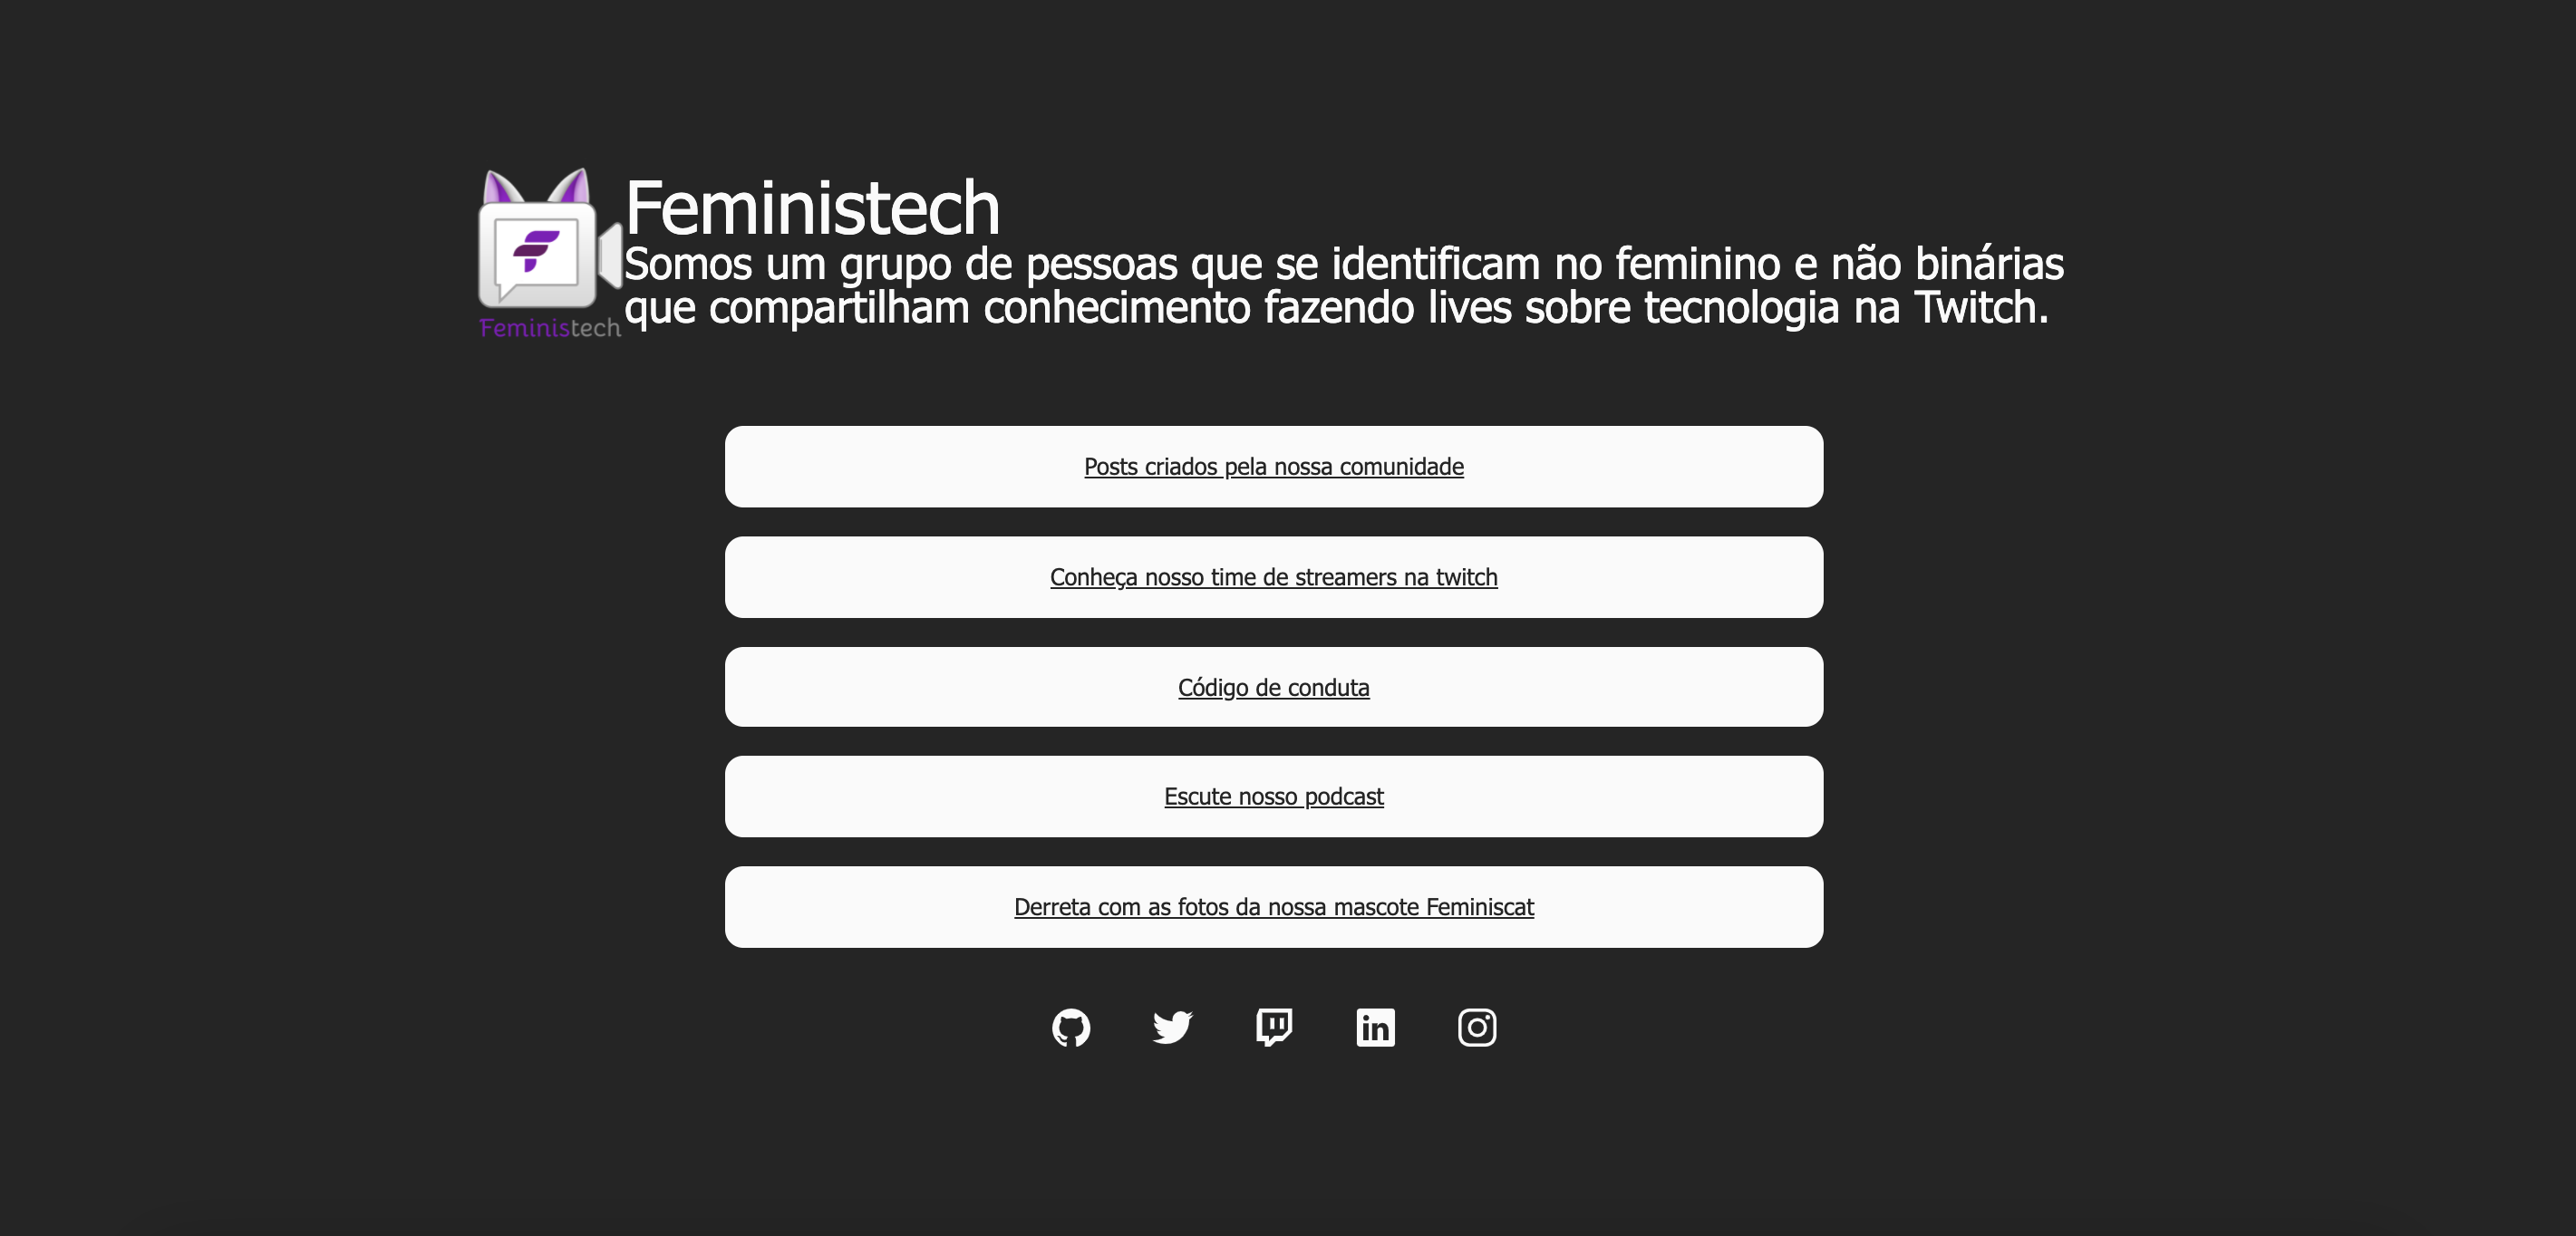 Feministech
Somos um grupo de pessoas que se identificam no feminino e não binárias
que compartilham conhecimento fazendo lives sobre tecnologia na Twitch.
Feministech
Posts criados pela nossa comunidade
Conheça nosso time de streamers na twitch
Código de conduta
Escute nosso podcast
Derreta com as fotos da nossa mascote Feminiscat